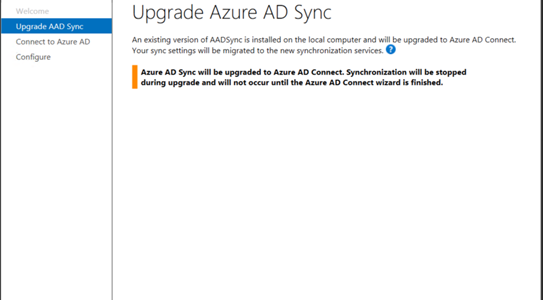 Welcome
Upgrade AAD Sync
Connect to Azure AD
Configure
Upgrade Azure AD Sync
An existing version of AADSync is installed on the local computer and will be upgraded to Azure AD Connect.
Your sync settings will be migrated to the new synchronization services. ?
Azure AD Sync will be upgraded to Azure AD Connect. Synchronization will be stopped
during upgrade and will not occur until the Azure AD Connect wizard is finished.